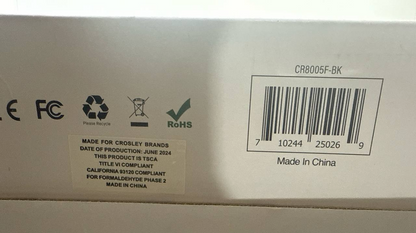 CR8005F-BK
CE FC
Please Recycle
RoHS
7 10244 25026 9
Made In China
MADE FOR CROSLEY BRANDS
DATE OF PRODUCTION: JUNE 2024
THIS PRODUCT IS TSCA
TITLE VI COMPLIANT
CALIFORNIA 93120 COMPLIANT
FOR FORMALDEHYDE PHASE 2
MADE IN CHINA